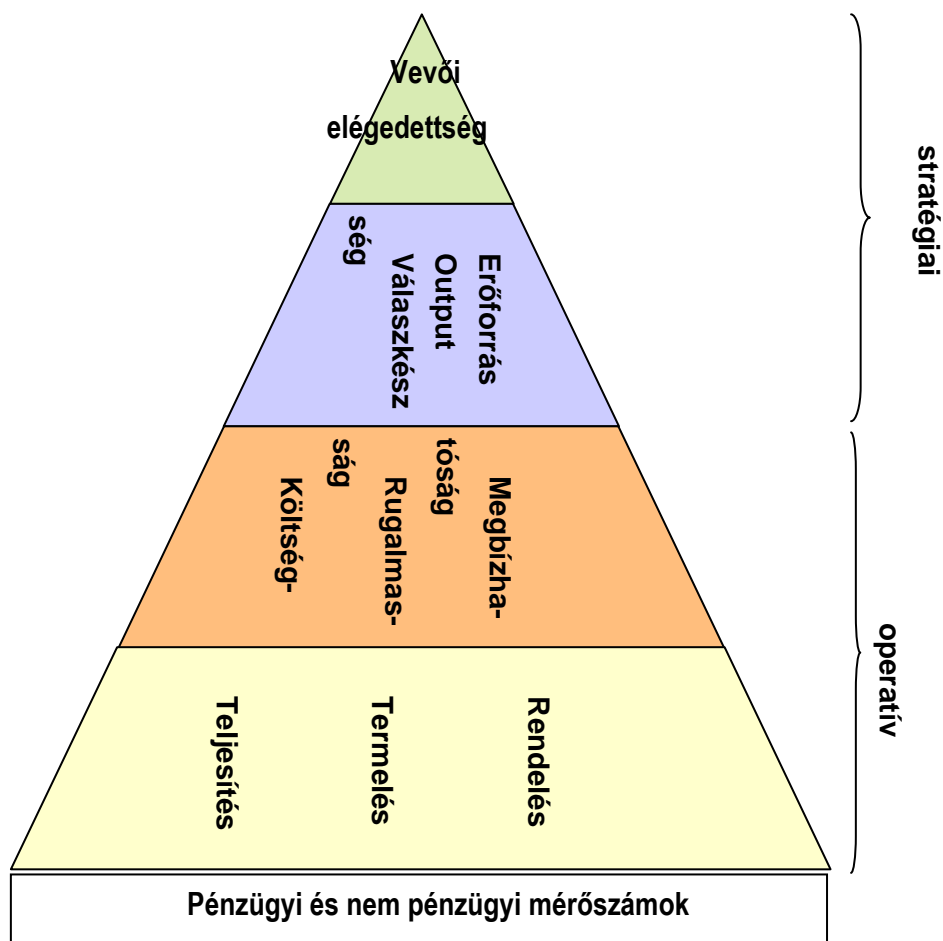 Vevői
elégedettség
stratégiai
Erőforrás
Output
Válaszkész
ség
Megbízha-
tóság
Rugalmas-
ság
Költség-
operatív
Rendelés
Termelés
Teljesítés
Pénzügyi és nem pénzügyi mérőszámok